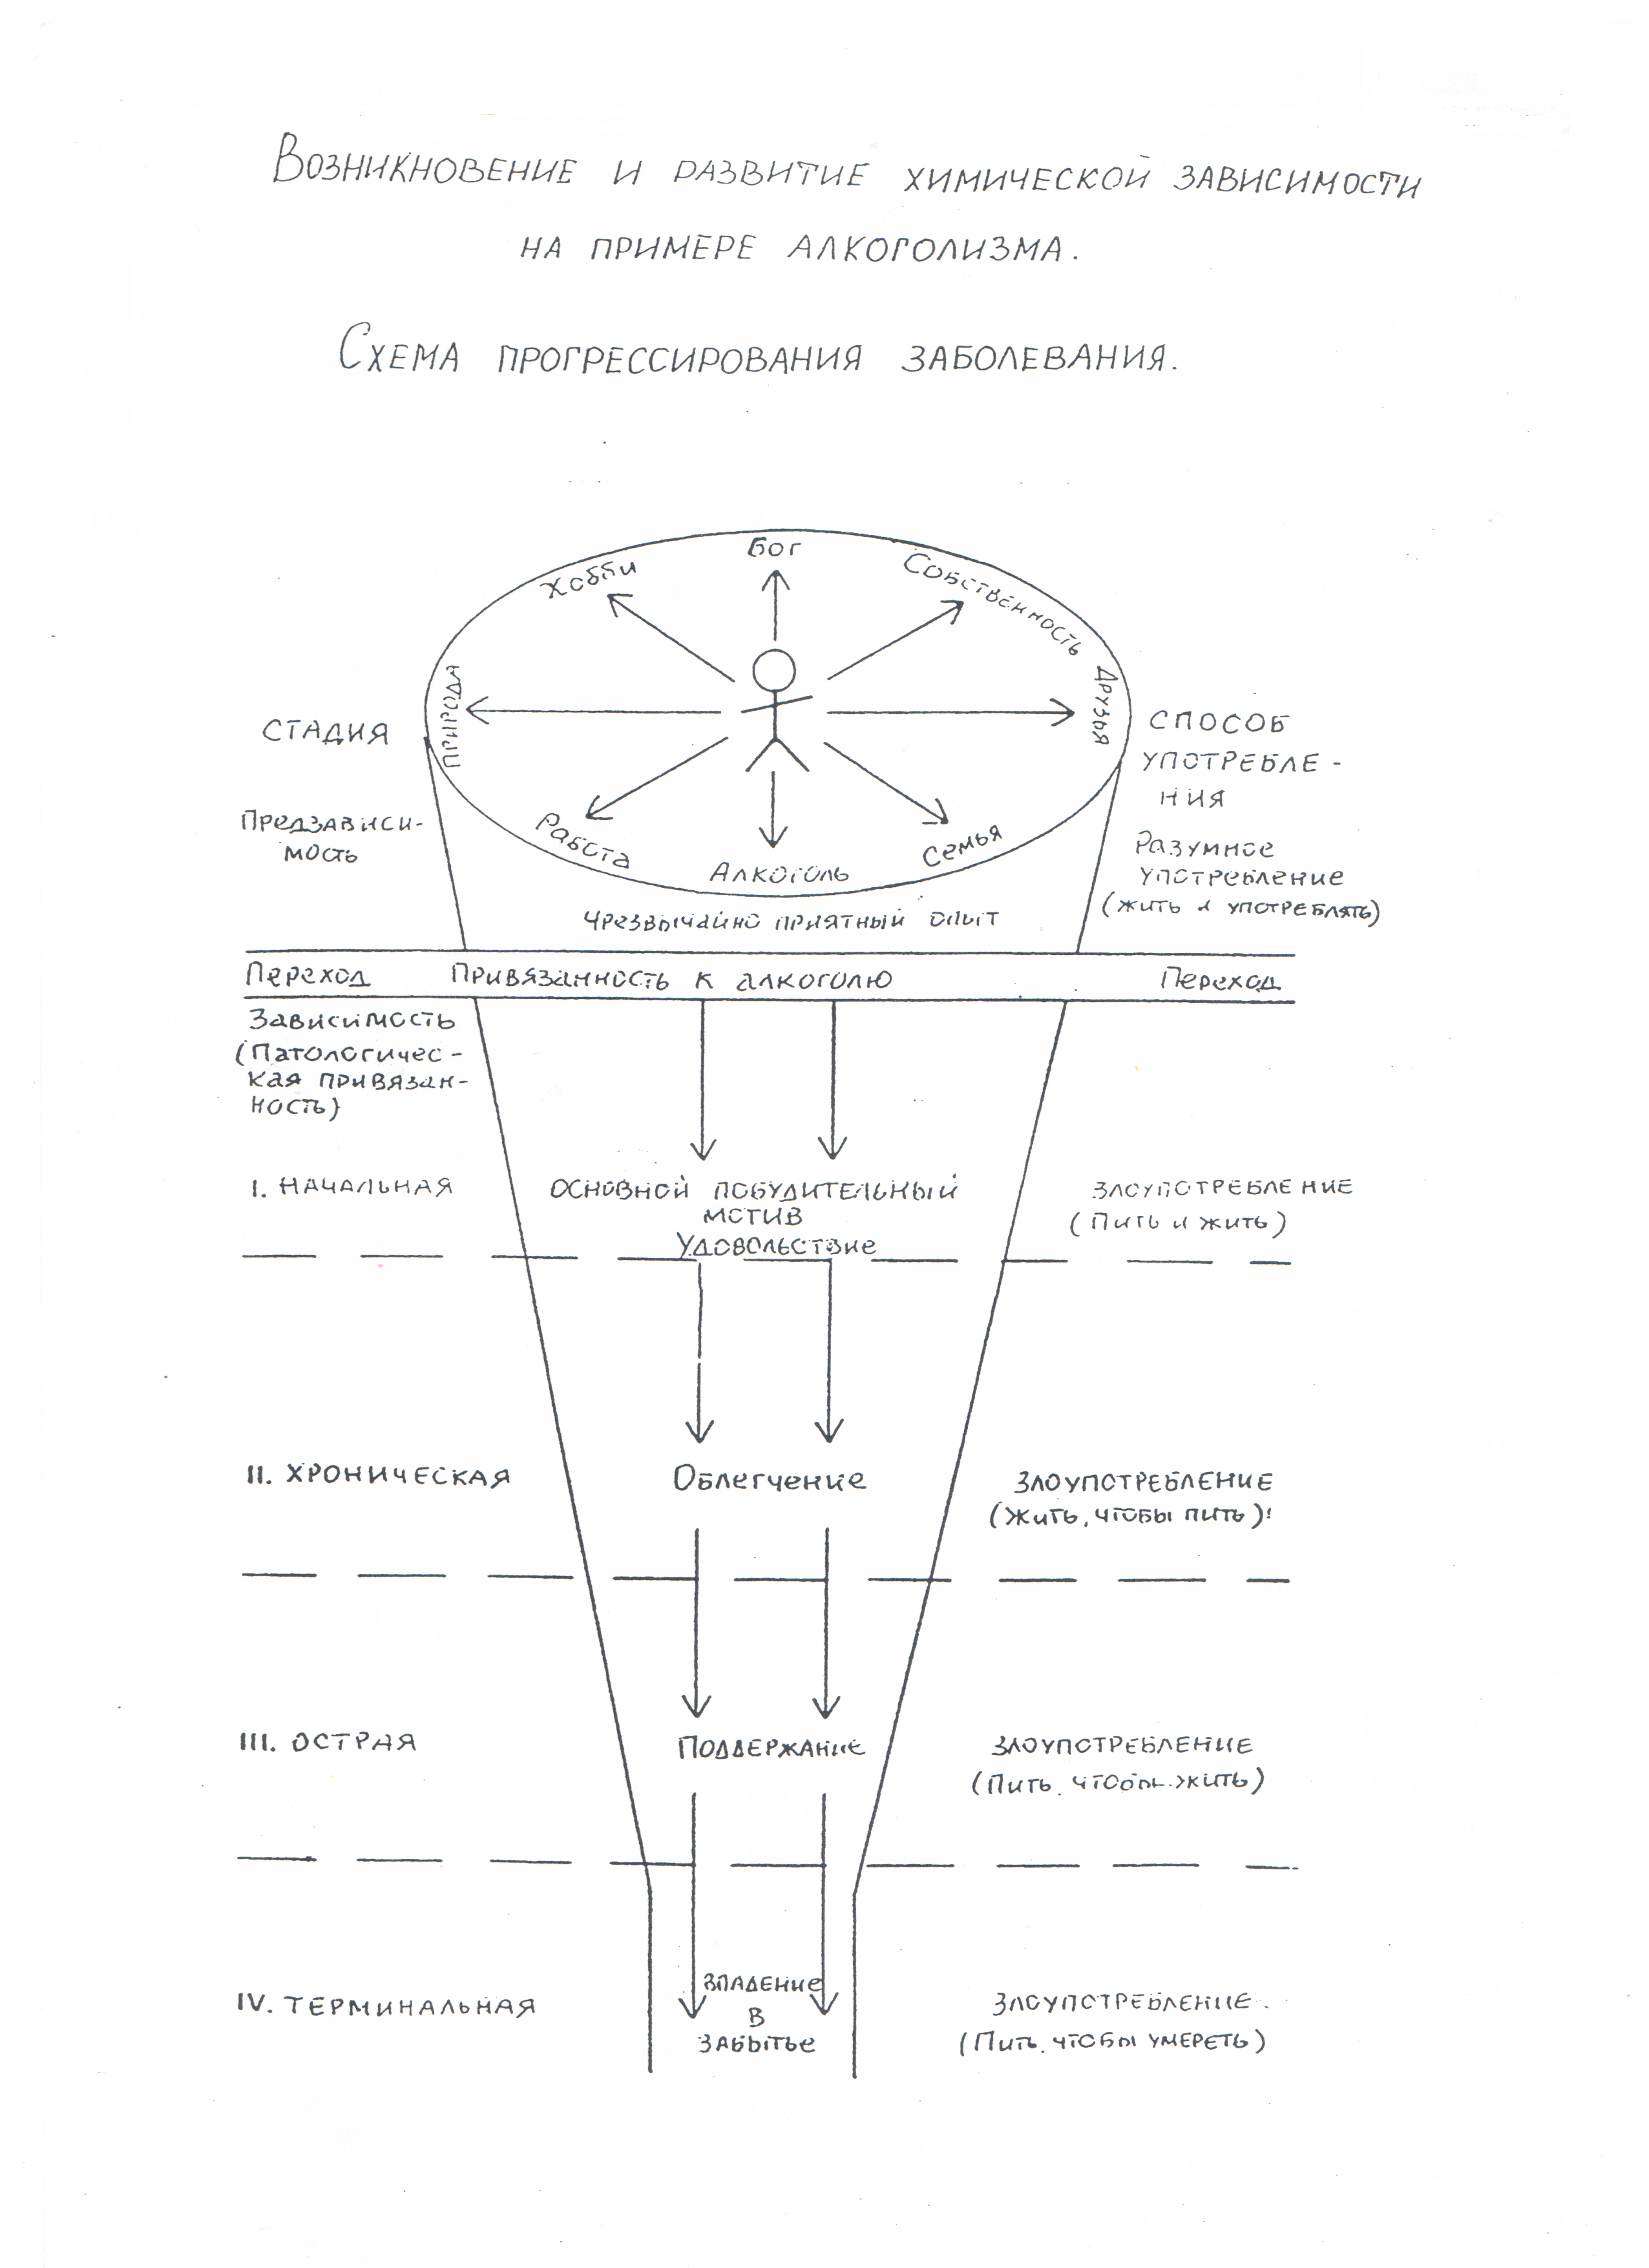 Возникновение и развитие химической зависимости
на примере алкоголизма.
Схема прогрессирования заболевания.
Бог
Хобби
Собственность
Природа
Друзья
СТАДИЯ
СПОСОБ
УПОТРЕБЛЕ-
НИЯ
Предзависи-
мость
Работа
Алкоголь
Семья
Разумное
употребление
(жить и употреблять)
Чрезвычайно приятный опыт
Переход Привязанность к алкоголю Переход
Зависимость
(Патологичес-
кая привязан-
ность)
I. НАЧАЛЬНАЯ
ОСНОВНОЙ ПОБУДИТЕЛЬНЫЙ
МОТИВ
Удовольствие
ЗЛОУПОТРЕБЛЕНИЕ
(Пить и жить)
II. ХРОНИЧЕСКАЯ
Облегчение
ЗЛОУПОТРЕБЛЕНИЕ
(Жить, чтобы пить)!
III. ОСТРАЯ
Поддержание
ЗЛОУПОТРЕБЛЕНИЕ
(Пить, чтобы жить)
IV. ТЕРМИНАЛЬНАЯ
Впадение
в
забытье
ЗЛОУПОТРЕБЛЕНИЕ.
(Пить, чтобы умереть)